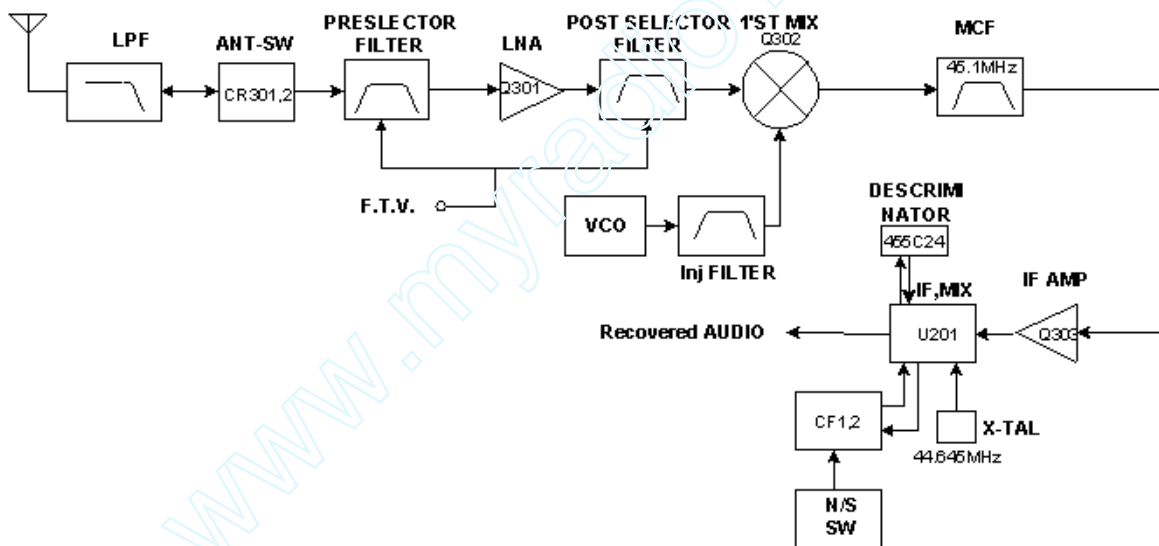 PRESLECTOR
FILTER
POST SELECTOR
FILTER
1'ST MIX
Q302
LPF
ANT-SW
LNA
MCF
CR301,2
Q301
45.1MHz
F.T.V.
VCO
Inj FILTER
DESCRIMI
NATOR
455C24
IF,MIX
IF AMP
Recovered AUDIO
U201
Q303
CF1,2
X-TAL
44.645MHz
N/S
SW
www.myradio.